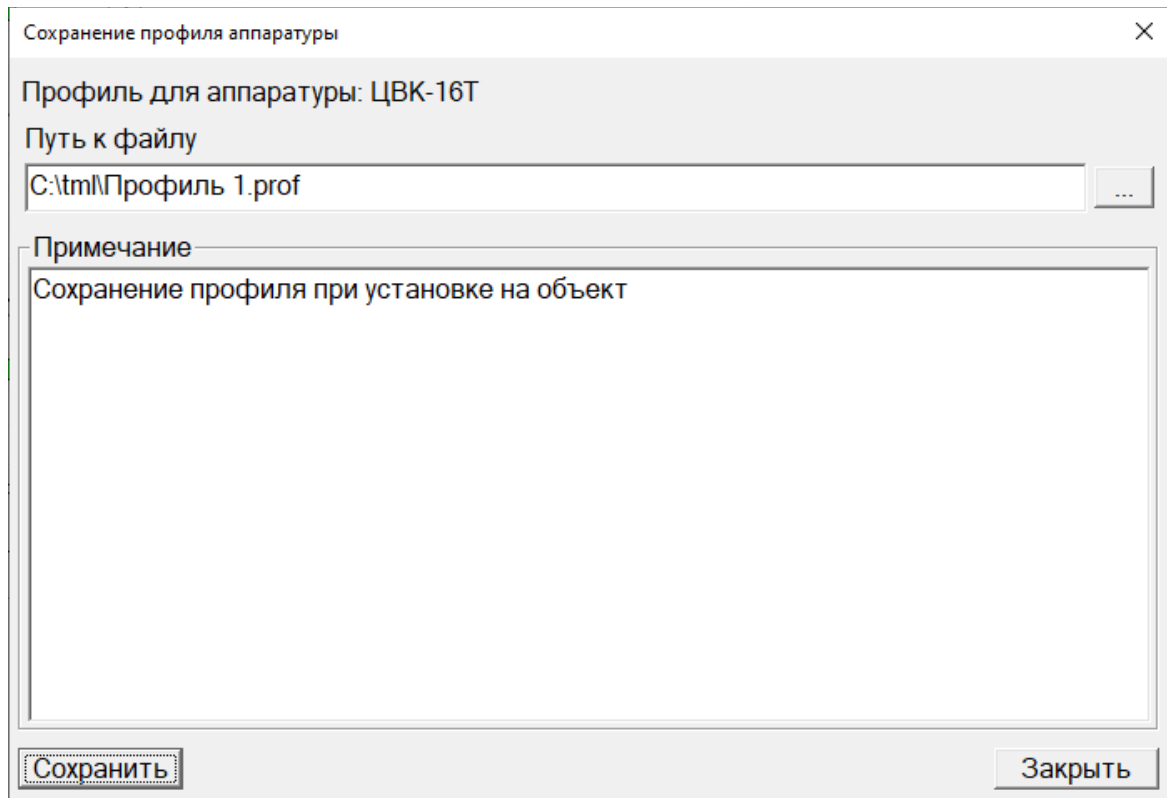 Сохранение профиля аппаратуры
Профиль для аппаратуры: ЦВК-16Т
Путь к файлу
C:\tml\Профиль 1.prof
...
Примечание
Сохранение профиля при установке на объект
Сохранить
Закрыть